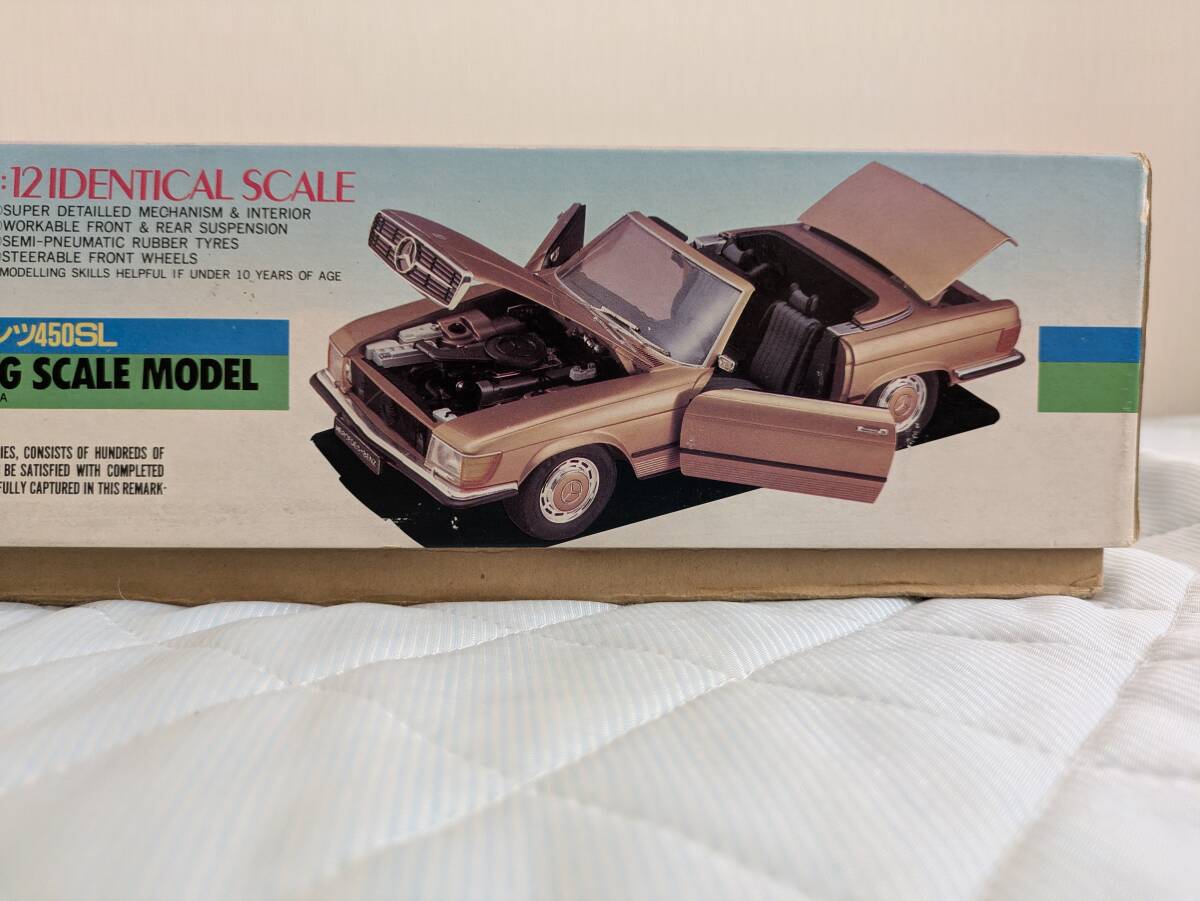 :12 IDENTICAL SCALE
SUPER DETAILLED MECHANISM & INTERIOR
WORKABLE FRONT & REAR SUSPENSION
SEMI-PNEUMATIC RUBBER TYRES
STEERABLE FRONT WHEELS
MODELLING SKILLS HELPFUL IF UNDER 10 YEARS OF AGE
ンツ450SL
G SCALE MODEL
A
IES, CONSISTS OF HUNDREDS OF
BE SATISFIED WITH COMPLETED
FULLY CAPTURED IN THIS REMARK-
MERCEDES-BENZ